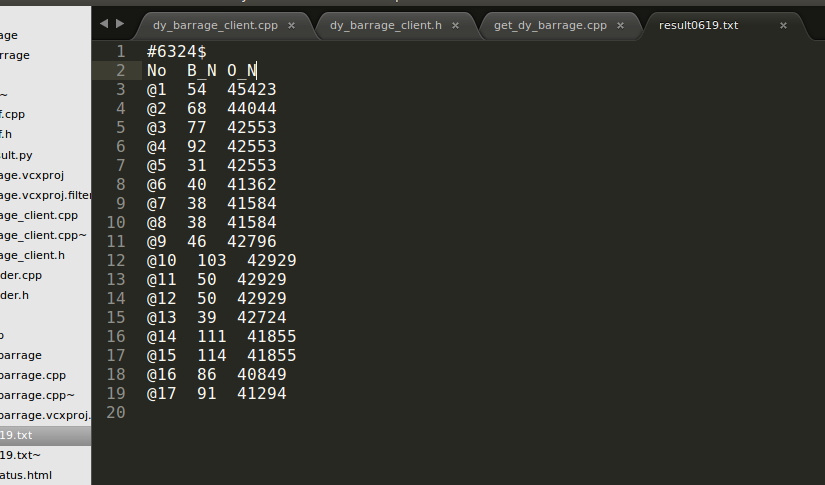 dy_barrage_client.cpp × dy_barrage_client.h × get_dy_barrage.cpp × result0619.txt ×
age
rrage
~
f.cpp
f.h
ult.py
age.vcxproj
age.vcxproj.filter
age_client.cpp
age_client.cpp~
age_client.h
der.cpp
der.h
barrage
barrage.cpp
barrage.cpp~
barrage.vcxproj.
19.txt
19.txt~
atus.html
1 #6324$
2 No B_N O_N
3 @1 54 45423
4 @2 68 44044
5 @3 77 42553
6 @4 92 42553
7 @5 31 42553
8 @6 40 41362
9 @7 38 41584
10 @8 38 41584
11 @9 46 42796
12 @10 103 42929
13 @11 50 42929
14 @12 50 42929
15 @13 39 42724
16 @14 111 41855
17 @15 114 41855
18 @16 86 40849
19 @17 91 41294
20